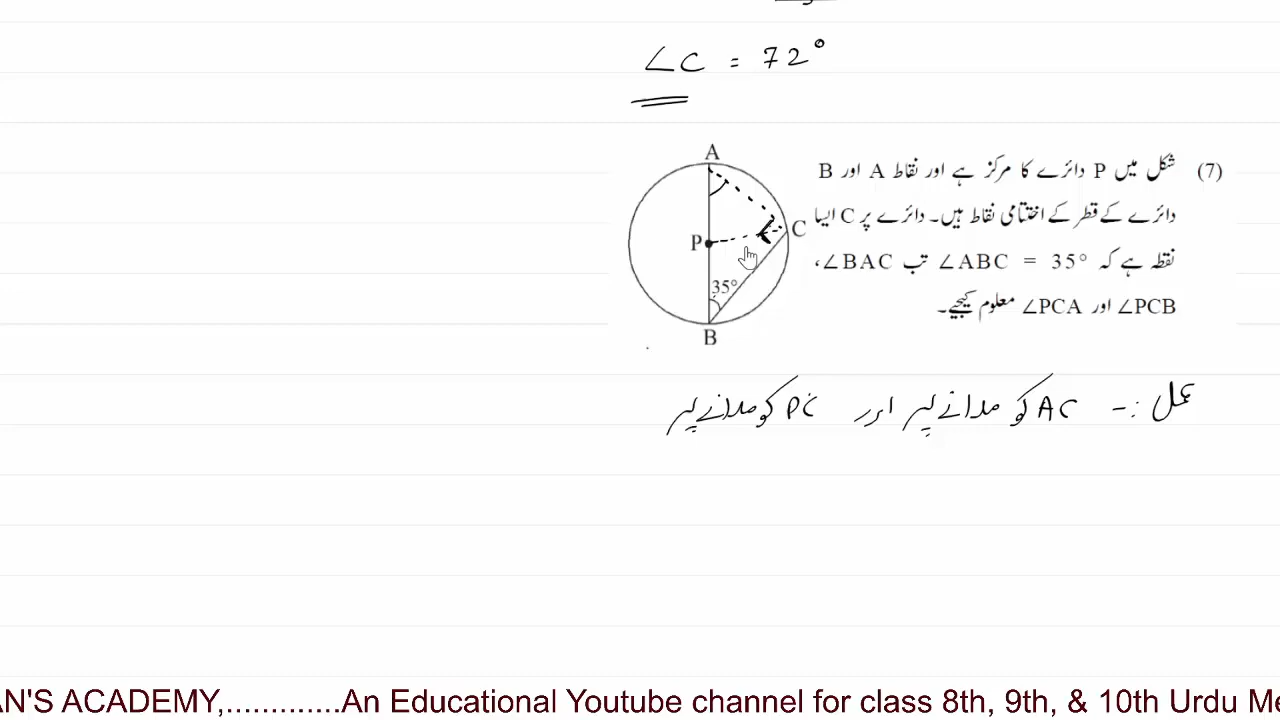 ∠C = 72°
(7) شکل میں P دائرے کا مرکز ہے اور نقاط A اور B
دائرے کے قطر کے اختتامی نقاط ہیں۔ دائرے پر C ایسا
نقطہ ہے کہ ∠ABC = 35° تب ∠BAC،
∠PCB اور ∠PCA معلوم کیجیے۔
A
P
C
35°
B
عمل :- AC کو ملانے پر اور PC کو ملانے پر
AN'S ACADEMY,.............An Educational Youtube channel for class 8th, 9th, & 10th Urdu Me